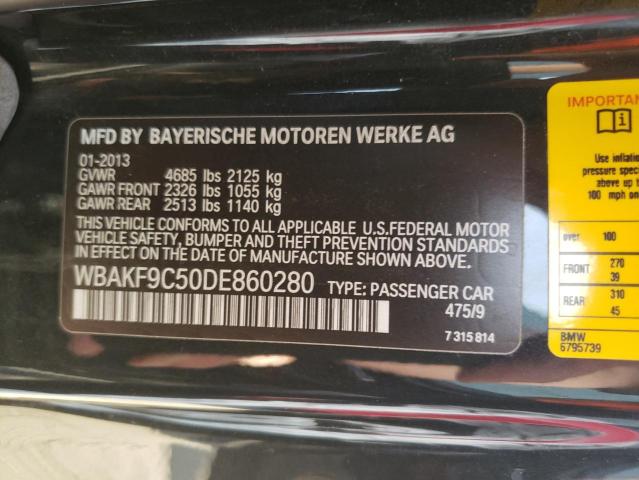 MFD BY BAYERISCHE MOTOREN WERKE AG
01-2013
GVWR 4685 lbs 2125 kg
GAWR FRONT 2326 lbs 1055 kg
GAWR REAR 2513 lbs 1140 kg
THIS VEHICLE CONFORMS TO ALL APPLICABLE U.S.FEDERAL MOTOR
VEHICLE SAFETY, BUMPER AND THEFT PREVENTION STANDARDS
IN EFFECT ON DATE OF MANUFACTURE SHOWN ABOVE.
WBAKF9C50DE860280 TYPE: PASSENGER CAR
475/9
7 315 814
IMPORTAN
Use inflation
pressure spec
above up to
100 mph on
over 100
FRONT 270
39
REAR 310
45
BMW
6795739